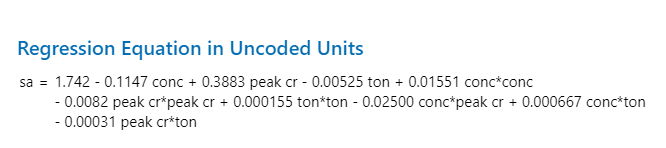 Regression Equation in Uncoded Units
sa = 1.742 - 0.1147 conc + 0.3883 peak cr - 0.00525 ton + 0.01551 conc*conc
- 0.0082 peak cr*peak cr + 0.000155 ton*ton - 0.02500 conc*peak cr + 0.000667 conc*ton
- 0.00031 peak cr*ton